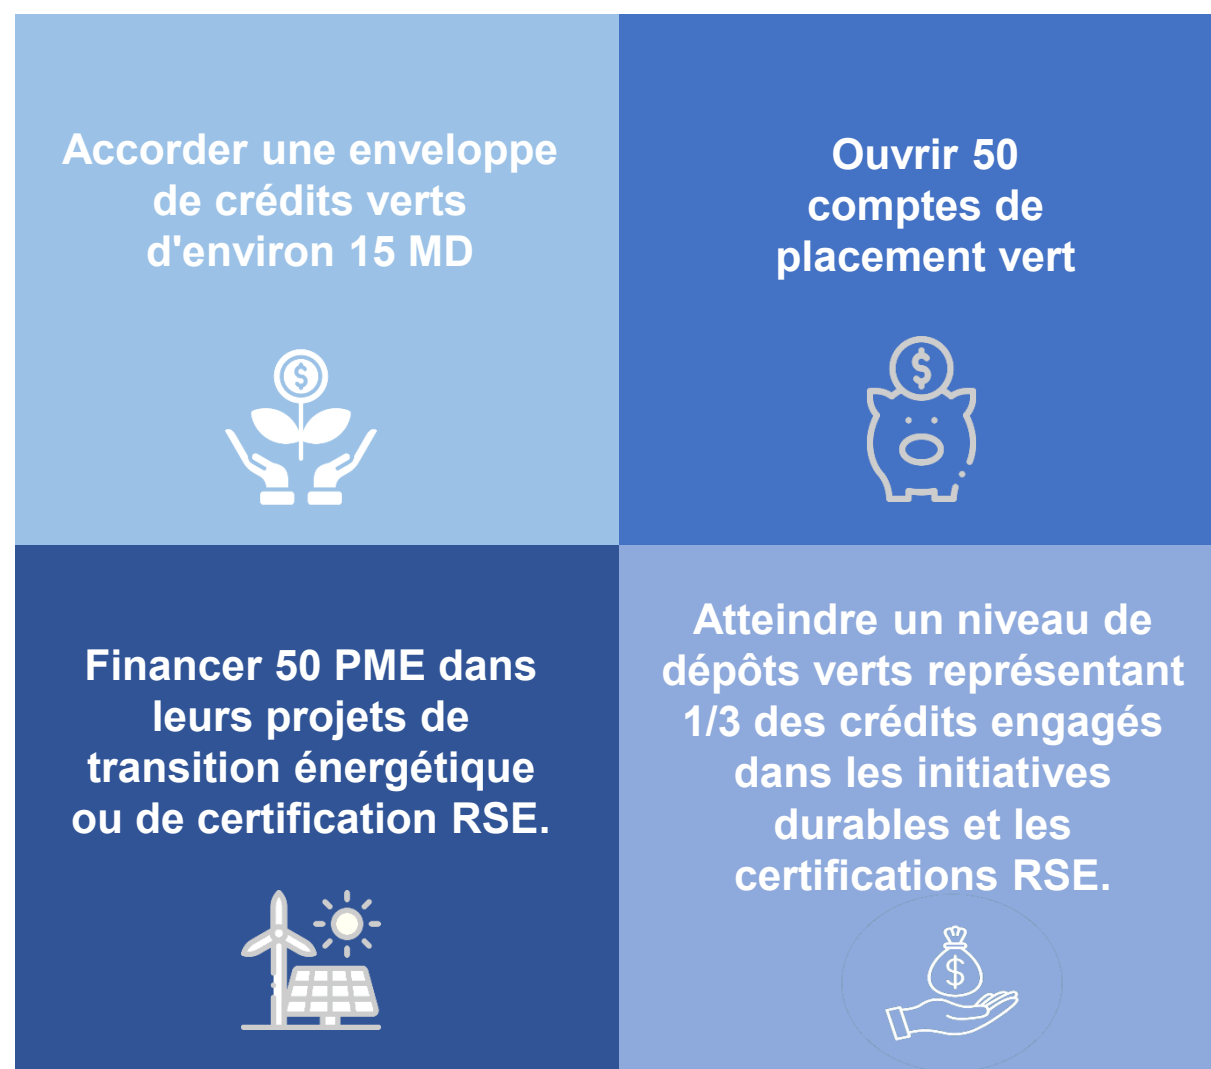 Accorder une enveloppe
de crédits verts
d'environ 15 MD
Ouvrir 50
comptes de
placement vert
Financer 50 PME dans
leurs projets de
transition énergétique
ou de certification RSE.
Atteindre un niveau de
dépôts verts représentant
1/3 des crédits engagés
dans les initiatives
durables et les
certifications RSE.